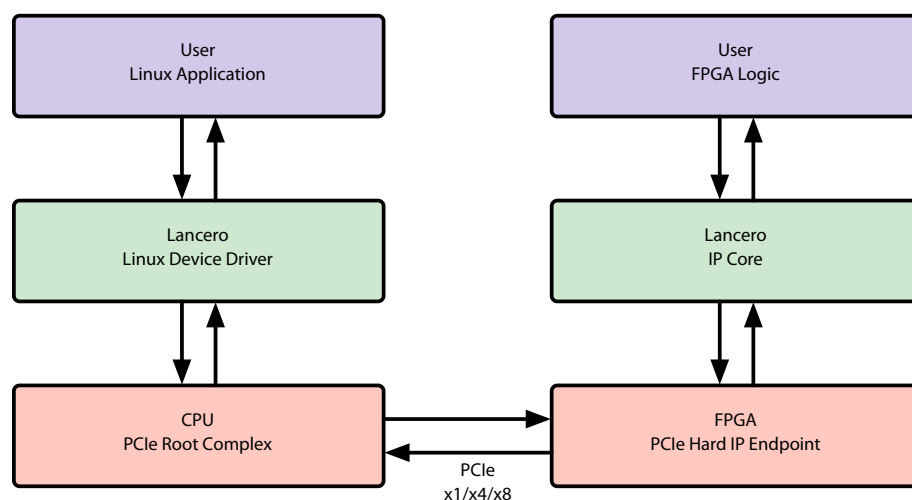 User
Linux Application
User
FPGA Logic
Lancero
Linux Device Driver
Lancero
IP Core
CPU
PCIe Root Complex
FPGA
PCIe Hard IP Endpoint
PCIe
x1/x4/x8